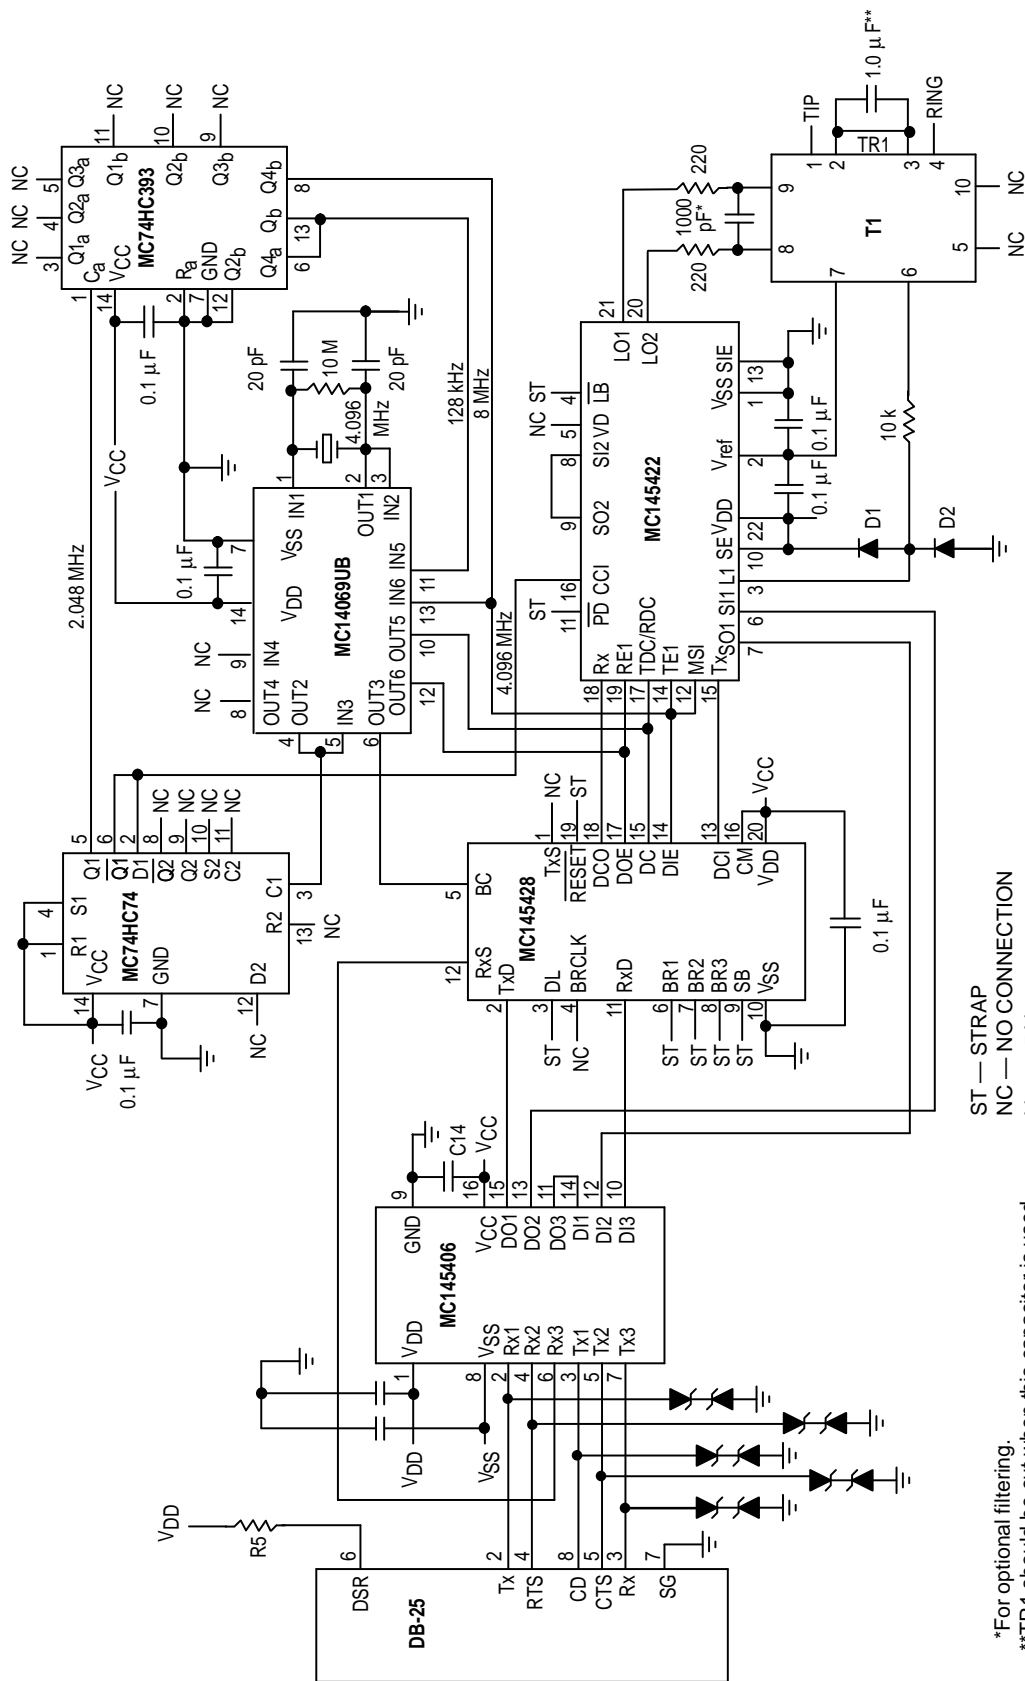 DB-25
DSR
6
VDD
R5
Tx
2
RTS
4
CD
8
CTS
5
Rx
3
SG
7
MC145406
VDD
1
VDD
VSS
8
VSS
Rx1
2
Rx2
4
Rx3
6
Tx1
3
Tx2
5
Tx3
7
GND
9
C14
VCC
16
VCC
DO1
15
DO2
13
DO3
11
DI1
14
DI2
12
DI3
10
MC74HC74
VCC
14
VCC
0.1 µF
GND
7
D2
12
NC
R1
1
S1
4
Q1
5
Q1
6
D1
2
Q2
8
NC
Q2
9
NC
S2
10
NC
C2
11
NC
C1
3
R2
13
NC
2.048 MHz
MC145428
RxS
12
TxD
2
DL
3
ST
BRCLK
4
NC
RxD
11
BR1
6
ST
BR2
7
ST
BR3
8
ST
SB
9
ST
VSS
10
BC
5
TxS
1
NC
RESET
19
ST
DCO
18
DOE
17
DC
15
DIE
14
DCI
13
CM
16
VDD
20
VCC
0.1 µF
MC14069UB
OUT4
8
NC
IN4
9
NC
OUT2
4
IN3
5
OUT3
6
OUT6
12
OUT5
10
IN6
13
IN5
11
VDD
14
0.1 µF
VSS
7
IN1
1
OUT1
2
IN2
3
4.096
MHz
20 pF
10 M
20 pF
128 kHz
8 MHz
4.096 MHz
VCC
0.1 µF
MC74HC393
Ca
1
VCC
14
Ra
2
GND
7
Q2b
12
Q1a
3
NC
Q2a
4
NC
Q3a
5
NC
Q1b
11
NC
Q2b
10
NC
Q3b
9
NC
Q4a
6
Qb
13
Q4b
8
MC145422
PD
11
ST
CCI
16
Rx
18
RE1
19
TDC/RDC
17
TE1
14
MSI
12
Tx
15
SO1
7
SI1
6
L1
3
SE
10
VDD
22
Vref
2
VSS
1
SIE
13
SO2
9
SI2
8
VD
5
NC
LB
4
ST
LO1
21
LO2
20
0.1 µF
0.1 µF
D1
D2
10 k
220
220
1000
pF*
T1
8
9
7
6
5
NC
10
NC
1
TIP
2
TR1
3
4
RING
1.0 µF**
ST — STRAP
NC — NO CONNECTION
*For optional filtering.